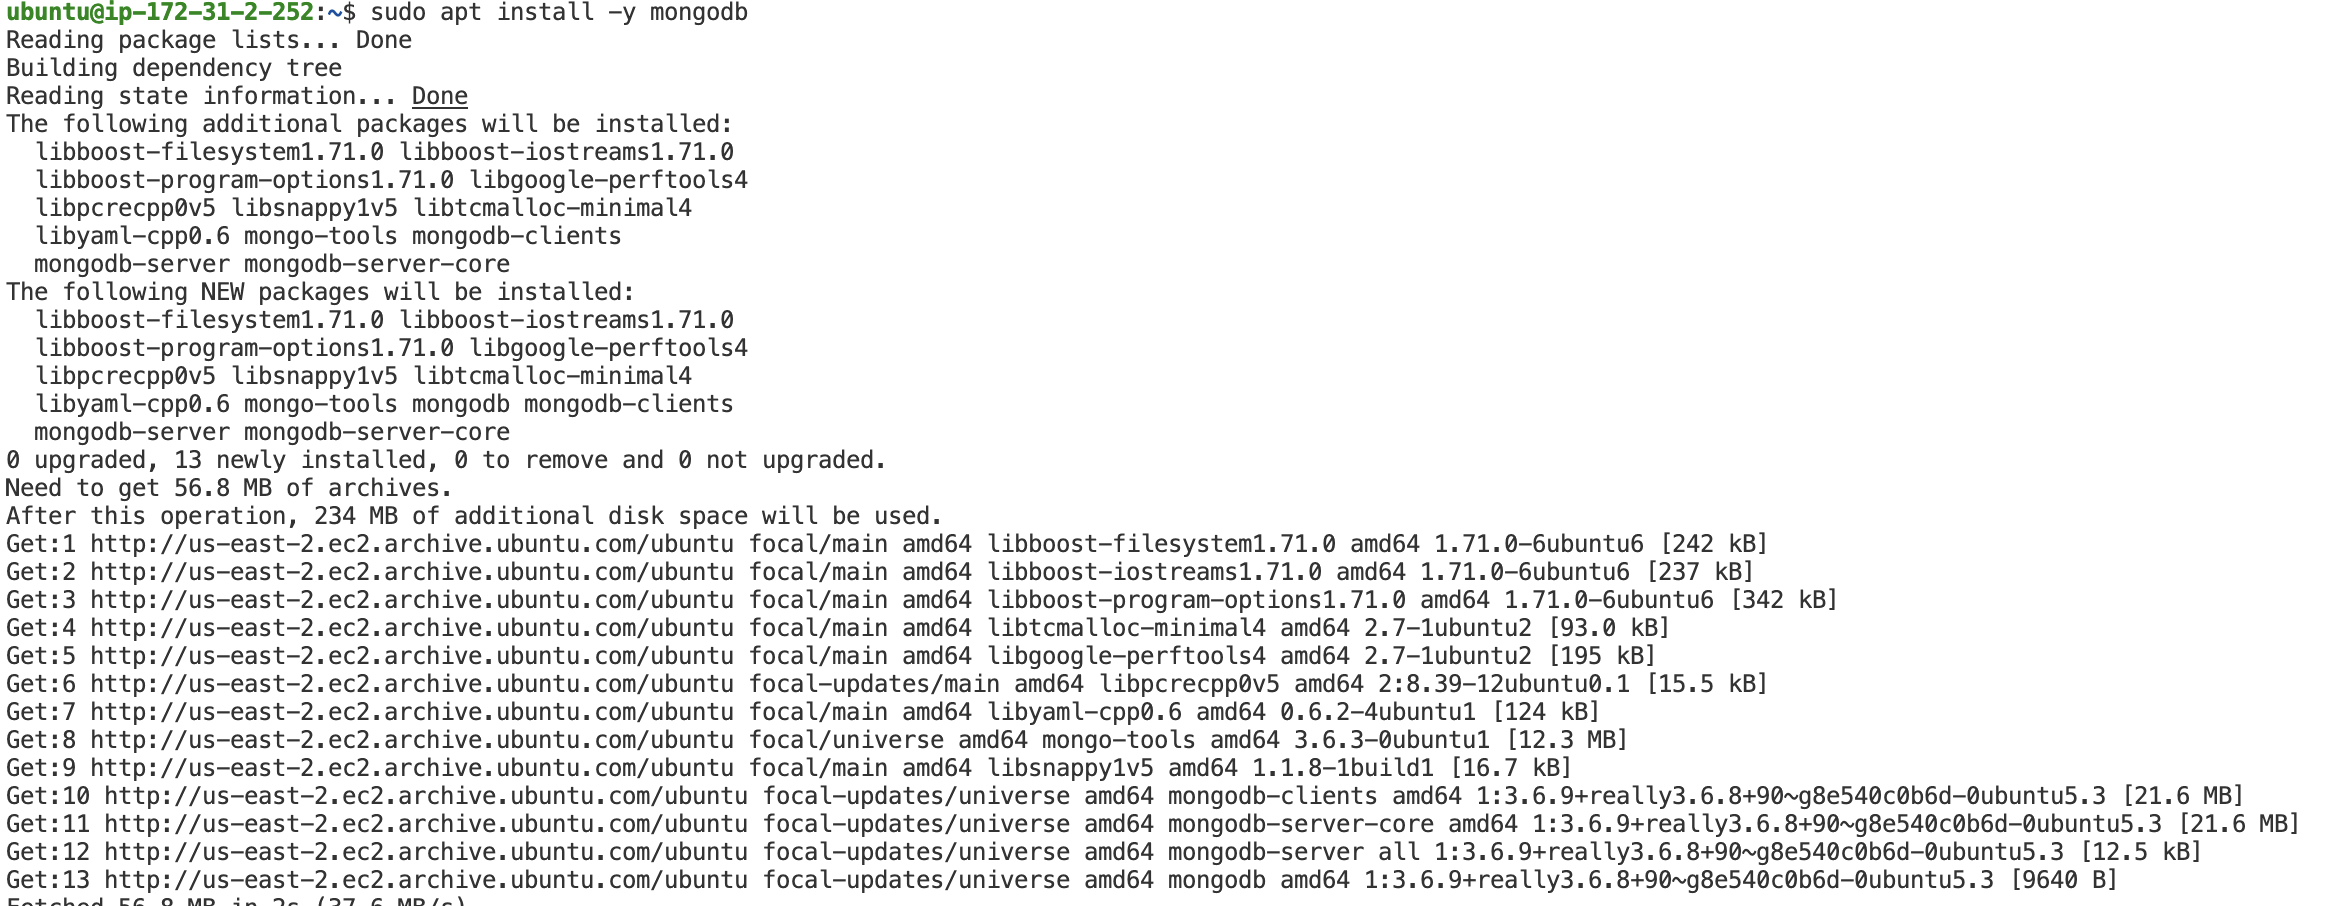 ubuntu@ip-172-31-2-252:~$ sudo apt install -y mongodb
Reading package lists... Done
Building dependency tree
Reading state information... Done
The following additional packages will be installed:
  libboost-filesystem1.71.0 libboost-iostreams1.71.0
  libboost-program-options1.71.0 libgoogle-perftools4
  libpcrecpp0v5 libsnappy1v5 libtcmalloc-minimal4
  libyaml-cpp0.6 mongo-tools mongodb-clients
  mongodb-server mongodb-server-core
The following NEW packages will be installed:
  libboost-filesystem1.71.0 libboost-iostreams1.71.0
  libboost-program-options1.71.0 libgoogle-perftools4
  libpcrecpp0v5 libsnappy1v5 libtcmalloc-minimal4
  libyaml-cpp0.6 mongo-tools mongodb mongodb-clients
  mongodb-server mongodb-server-core
0 upgraded, 13 newly installed, 0 to remove and 0 not upgraded.
Need to get 56.8 MB of archives.
After this operation, 234 MB of additional disk space will be used.
Get:1 http://us-east-2.ec2.archive.ubuntu.com/ubuntu focal/main amd64 libboost-filesystem1.71.0 amd64 1.71.0-6ubuntu6 [242 kB]
Get:2 http://us-east-2.ec2.archive.ubuntu.com/ubuntu focal/main amd64 libboost-iostreams1.71.0 amd64 1.71.0-6ubuntu6 [237 kB]
Get:3 http://us-east-2.ec2.archive.ubuntu.com/ubuntu focal/main amd64 libboost-program-options1.71.0 amd64 1.71.0-6ubuntu6 [342 kB]
Get:4 http://us-east-2.ec2.archive.ubuntu.com/ubuntu focal/main amd64 libtcmalloc-minimal4 amd64 2.7-1ubuntu2 [93.0 kB]
Get:5 http://us-east-2.ec2.archive.ubuntu.com/ubuntu focal/main amd64 libgoogle-perftools4 amd64 2.7-1ubuntu2 [195 kB]
Get:6 http://us-east-2.ec2.archive.ubuntu.com/ubuntu focal-updates/main amd64 libpcrecpp0v5 amd64 2:8.39-12ubuntu0.1 [15.5 kB]
Get:7 http://us-east-2.ec2.archive.ubuntu.com/ubuntu focal/main amd64 libyaml-cpp0.6 amd64 0.6.2-4ubuntu1 [124 kB]
Get:8 http://us-east-2.ec2.archive.ubuntu.com/ubuntu focal/universe amd64 mongo-tools amd64 3.6.3-0ubuntu1 [12.3 MB]
Get:9 http://us-east-2.ec2.archive.ubuntu.com/ubuntu focal/main amd64 libsnappy1v5 amd64 1.1.8-1build1 [16.7 kB]
Get:10 http://us-east-2.ec2.archive.ubuntu.com/ubuntu focal-updates/universe amd64 mongodb-clients amd64 1:3.6.9+really3.6.8+90~g8e540c0b6d-0ubuntu5.3 [21.6 MB]
Get:11 http://us-east-2.ec2.archive.ubuntu.com/ubuntu focal-updates/universe amd64 mongodb-server-core amd64 1:3.6.9+really3.6.8+90~g8e540c0b6d-0ubuntu5.3 [21.6 MB]
Get:12 http://us-east-2.ec2.archive.ubuntu.com/ubuntu focal-updates/universe amd64 mongodb-server all 1:3.6.9+really3.6.8+90~g8e540c0b6d-0ubuntu5.3 [12.5 kB]
Get:13 http://us-east-2.ec2.archive.ubuntu.com/ubuntu focal-updates/universe amd64 mongodb amd64 1:3.6.9+really3.6.8+90~g8e540c0b6d-0ubuntu5.3 [9640 B]
Fetched 56.8 MB in 2s (37.6 MB/s)